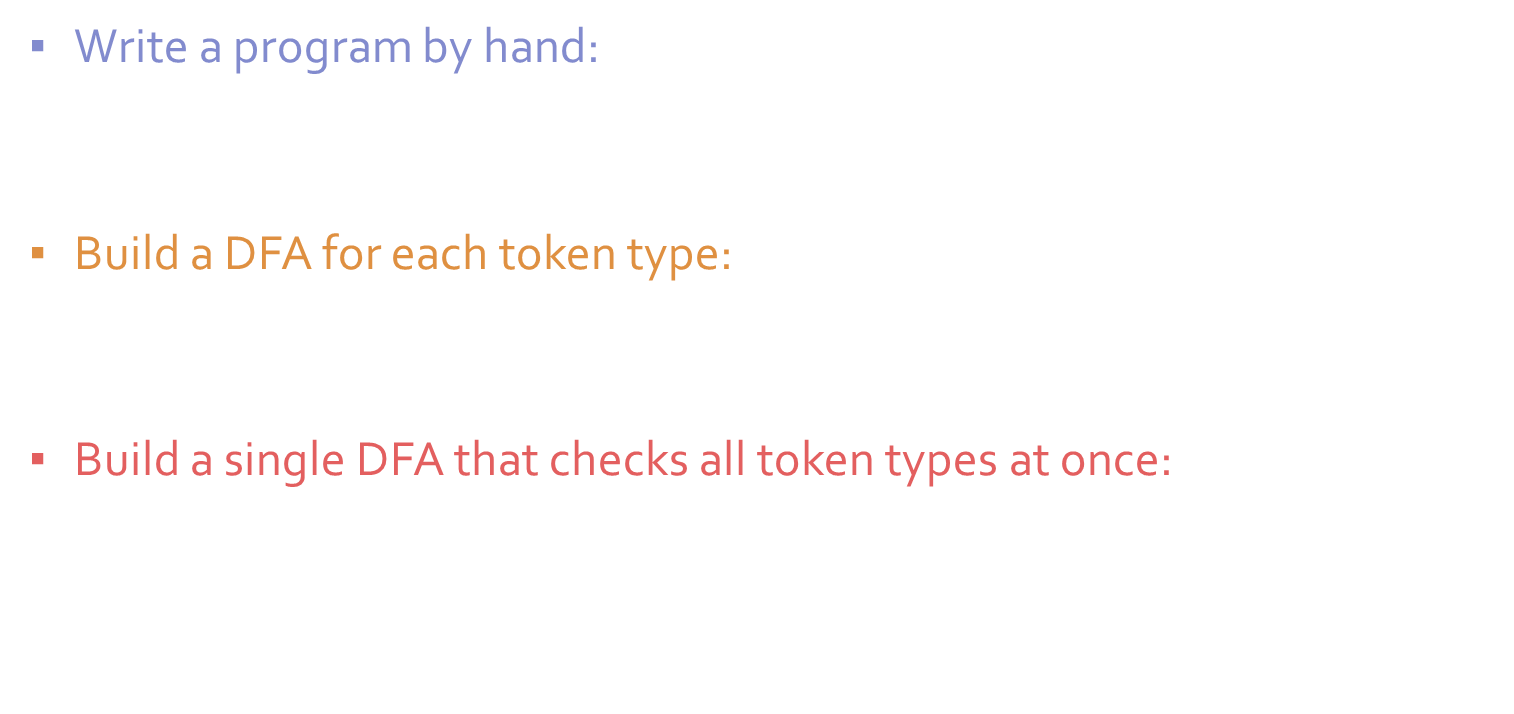 ▪ Write a program by hand:
▪ Build a DFA for each token type:
▪ Build a single DFA that checks all token types at once: